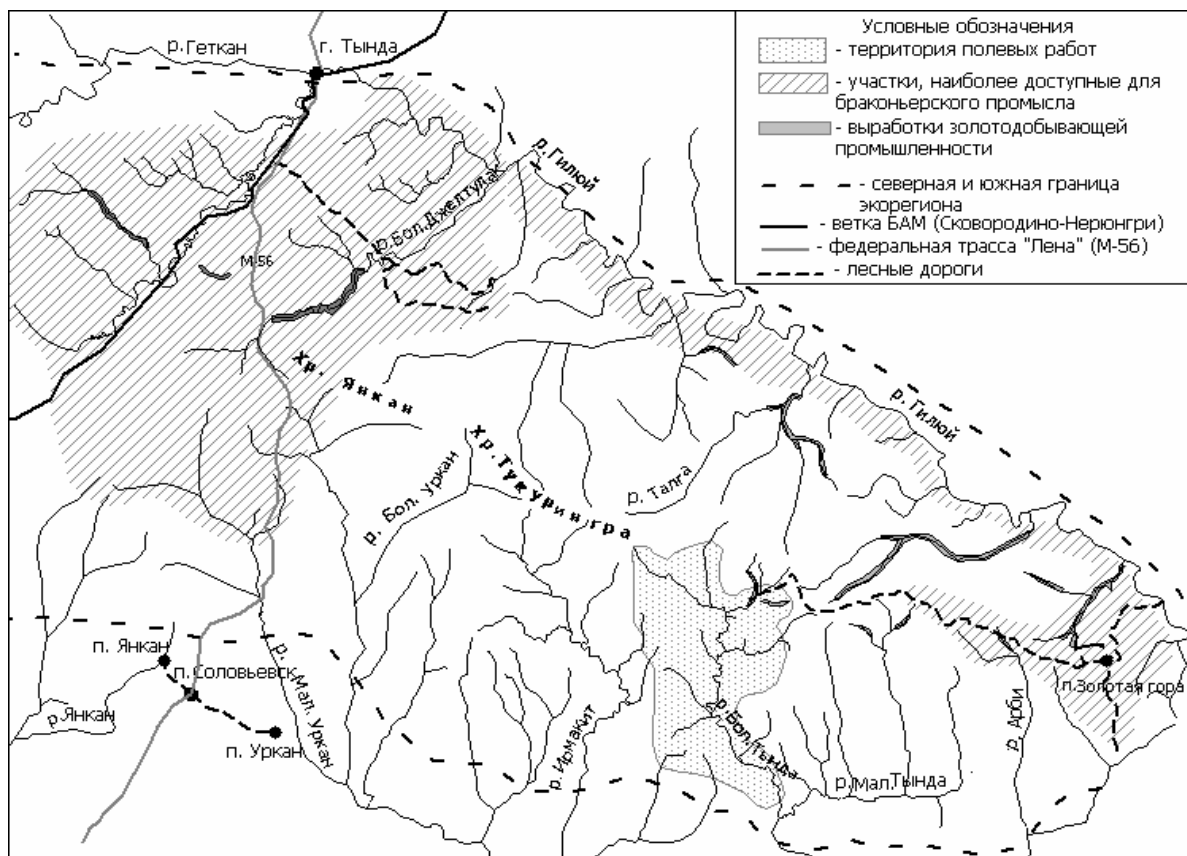 р. Геткан
г. Тында
Условные обозначения
- территория полевых работ
- участки, наиболее доступные для
браконьерского промысла
- выработки золотодобывающей
промышленности
- северная и южная граница
экорегиона
- ветка БАМ (Сковородино-Нерюнгри)
- федеральная трасса "Лена" (М-56)
- лесные дороги
р. Гилюй
р. Бол. Джелтулак
М-56
Хр. Янкан
р. Гилюй
Хр. Тукурингра
р. Бол. Уркан
р. Талга
п. Янкан
п. Соловьевск
р. Янкан
п. Уркан
р. Мал. Уркан
р. Ирмакит
р. Бол. Тында
р. Мал. Тында
р. Арби
п. Золотая гора